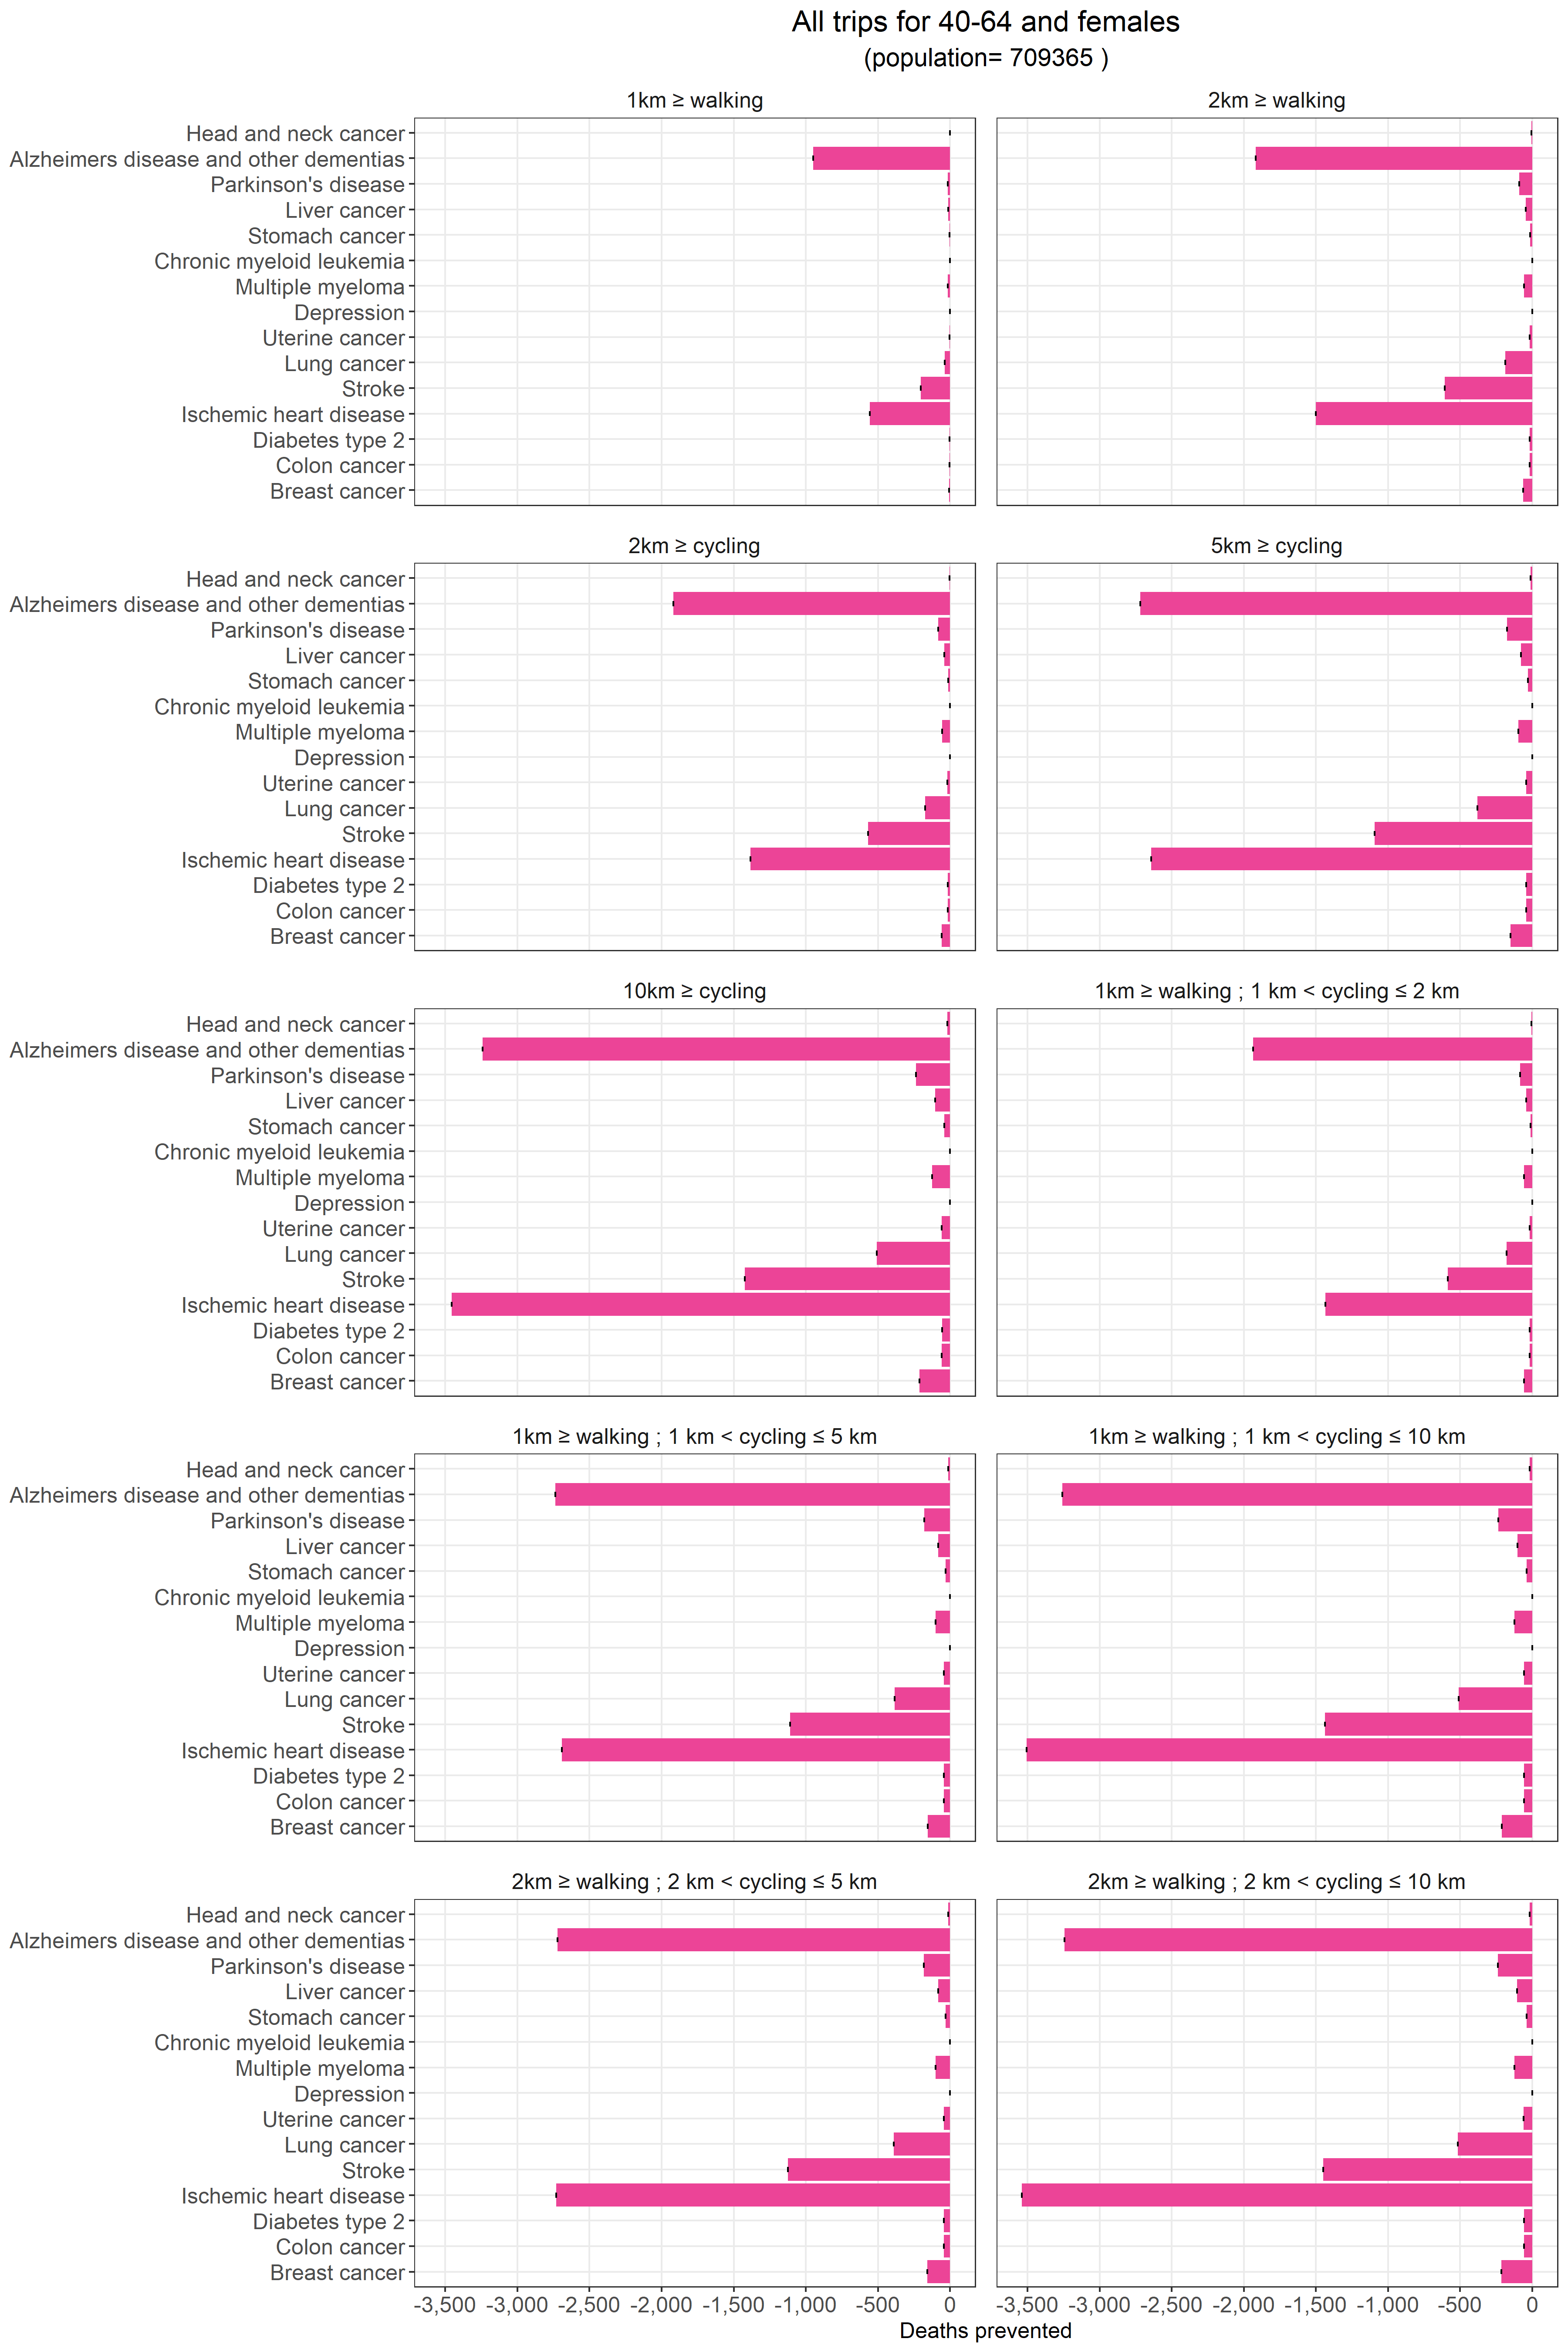 All trips for 40-64 and females
(population= 709365 )
1km ≥ walking
2km ≥ walking
Head and neck cancer
Alzheimers disease and other dementias
Parkinson's disease
Liver cancer
Stomach cancer
Chronic myeloid leukemia
Multiple myeloma
Depression
Uterine cancer
Lung cancer
Stroke
Ischemic heart disease
Diabetes type 2
Colon cancer
Breast cancer
2km ≥ cycling
5km ≥ cycling
Head and neck cancer
Alzheimers disease and other dementias
Parkinson's disease
Liver cancer
Stomach cancer
Chronic myeloid leukemia
Multiple myeloma
Depression
Uterine cancer
Lung cancer
Stroke
Ischemic heart disease
Diabetes type 2
Colon cancer
Breast cancer
10km ≥ cycling
1km ≥ walking ; 1 km < cycling ≤ 2 km
Head and neck cancer
Alzheimers disease and other dementias
Parkinson's disease
Liver cancer
Stomach cancer
Chronic myeloid leukemia
Multiple myeloma
Depression
Uterine cancer
Lung cancer
Stroke
Ischemic heart disease
Diabetes type 2
Colon cancer
Breast cancer
1km ≥ walking ; 1 km < cycling ≤ 5 km
1km ≥ walking ; 1 km < cycling ≤ 10 km
Head and neck cancer
Alzheimers disease and other dementias
Parkinson's disease
Liver cancer
Stomach cancer
Chronic myeloid leukemia
Multiple myeloma
Depression
Uterine cancer
Lung cancer
Stroke
Ischemic heart disease
Diabetes type 2
Colon cancer
Breast cancer
2km ≥ walking ; 2 km < cycling ≤ 5 km
2km ≥ walking ; 2 km < cycling ≤ 10 km
Head and neck cancer
Alzheimers disease and other dementias
Parkinson's disease
Liver cancer
Stomach cancer
Chronic myeloid leukemia
Multiple myeloma
Depression
Uterine cancer
Lung cancer
Stroke
Ischemic heart disease
Diabetes type 2
Colon cancer
Breast cancer
-3,500 -3,000 -2,500 -2,000 -1,500 -1,000 -500 0
-3,500 -3,000 -2,500 -2,000 -1,500 -1,000 -500 0
Deaths prevented